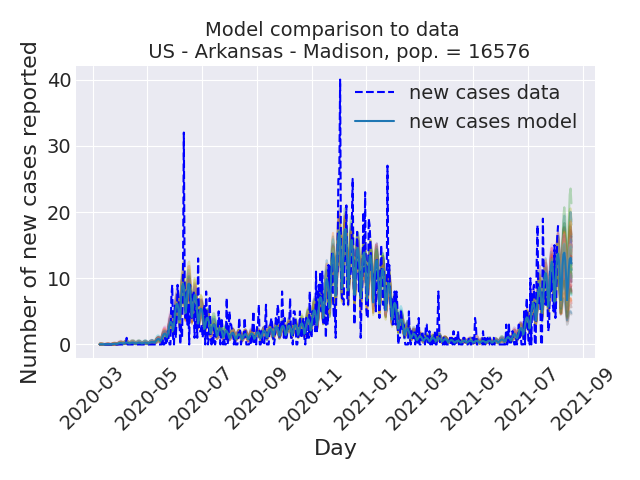 Model comparison to data
US - Arkansas - Madison, pop. = 16576
Number of new cases reported
40
30
20
10
0
new cases data
new cases model
2020-03
2020-05
2020-07
2020-09
2020-11
2021-01
2021-03
2021-05
2021-07
2021-09
Day